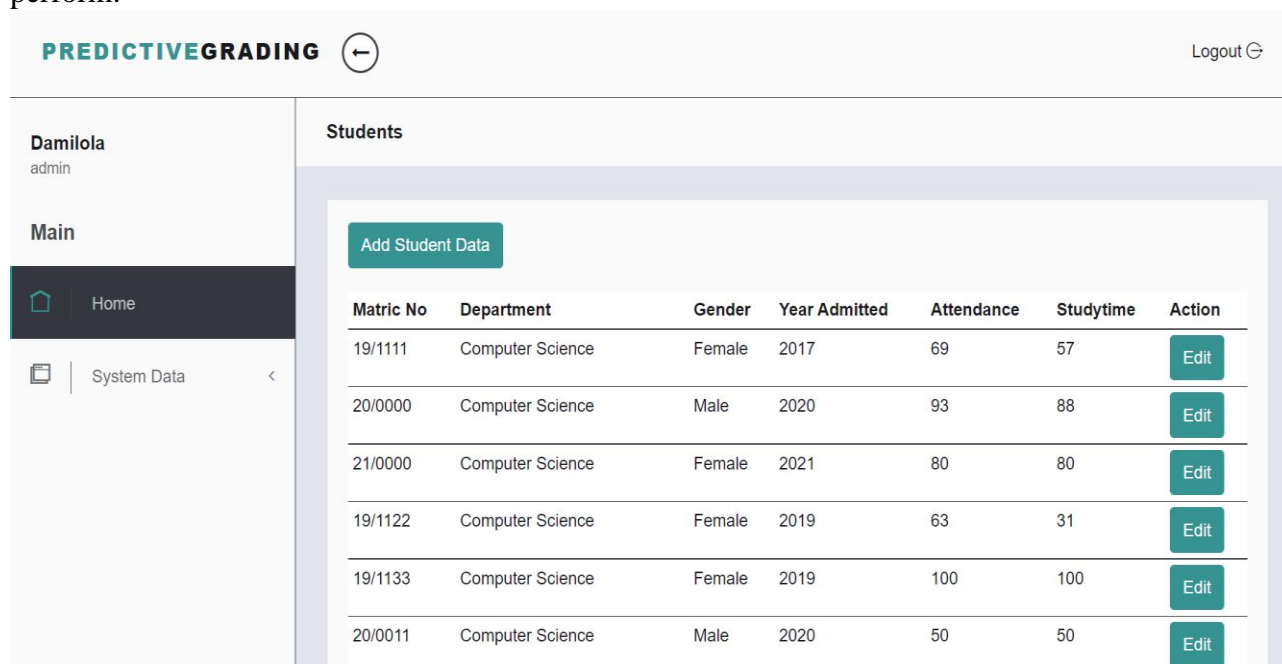 perform.
PREDICTIVEGRADING
Logout
Damilola
admin
Main
Home
System Data
Students
Add Student Data
Matric No Department Gender Year Admitted Attendance Studytime Action
19/1111 Computer Science Female 2017 69 57 Edit
20/0000 Computer Science Male 2020 93 88 Edit
21/0000 Computer Science Female 2021 80 80 Edit
19/1122 Computer Science Female 2019 63 31 Edit
19/1133 Computer Science Female 2019 100 100 Edit
20/0011 Computer Science Male 2020 50 50 Edit